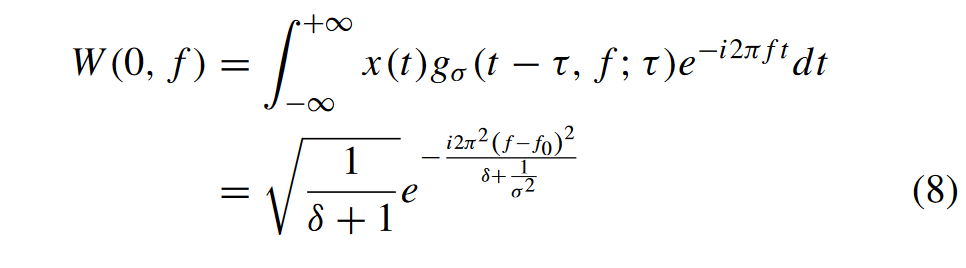 W(0, f) = ∫_{-∞}^{+∞} x(t)g_σ(t − τ, f; τ)e^{−i2πft}dt
= √(1/(δ + 1)) e^{−(i2π²(f−f₀)²)/(δ+1/σ²)} (8)